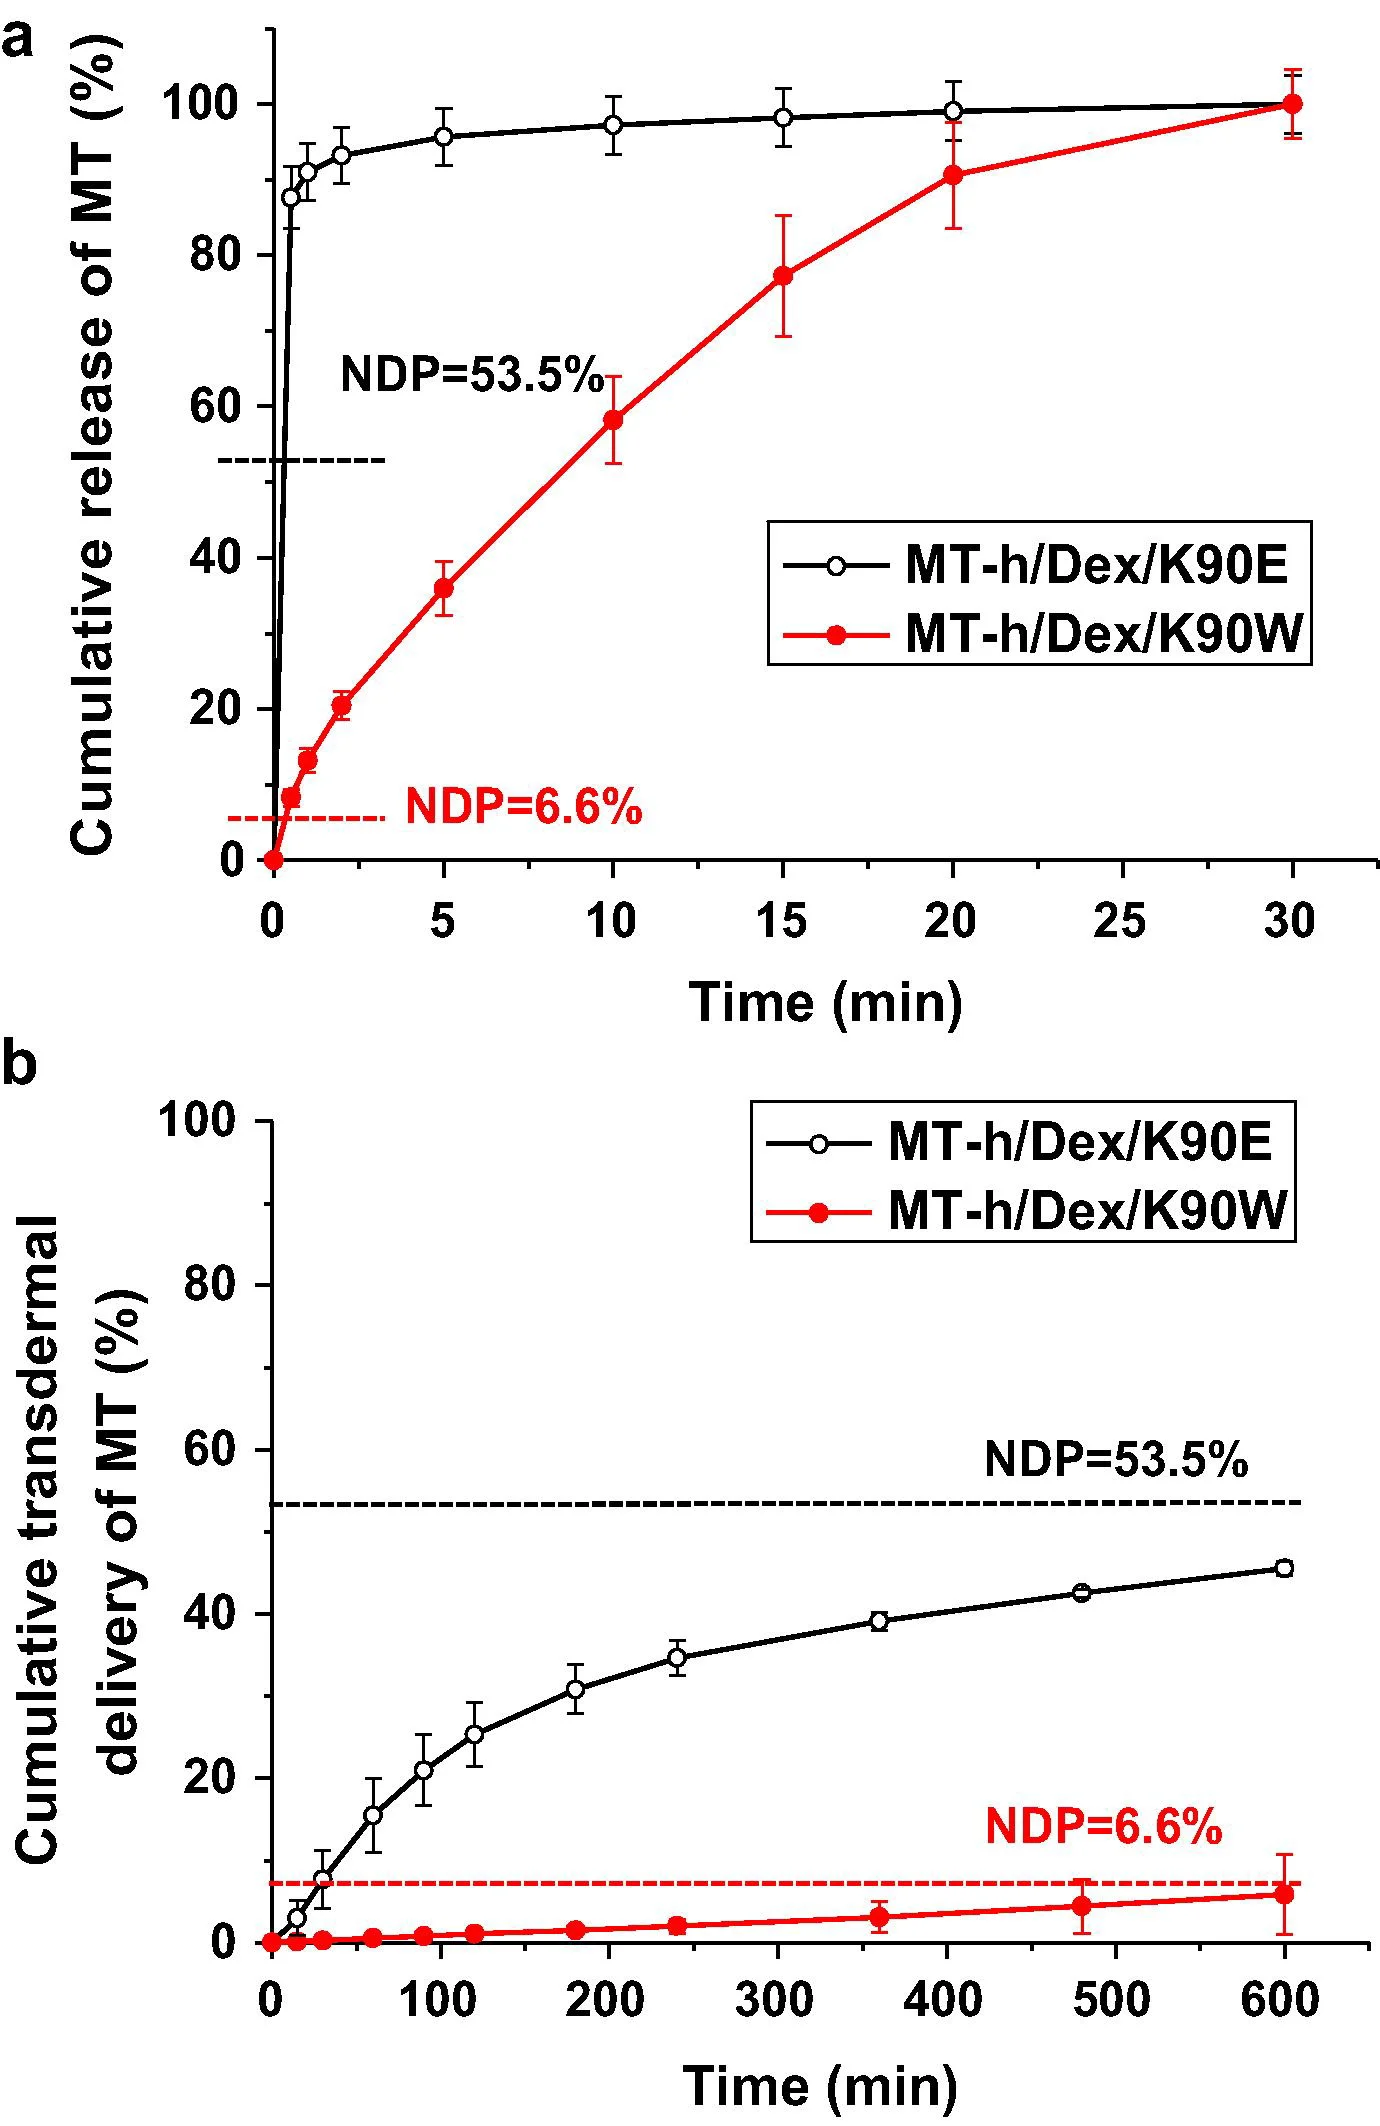 a
Cumulative release of MT (%)
100
80
60
40
20
0
NDP=53.5%
NDP=6.6%
MT-h/Dex/K90E
MT-h/Dex/K90W
0 5 10 15 20 25 30
Time (min)
b
Cumulative transdermal
delivery of MT (%)
100
80
60
40
20
0
MT-h/Dex/K90E
MT-h/Dex/K90W
NDP=53.5%
NDP=6.6%
0 100 200 300 400 500 600
Time (min)